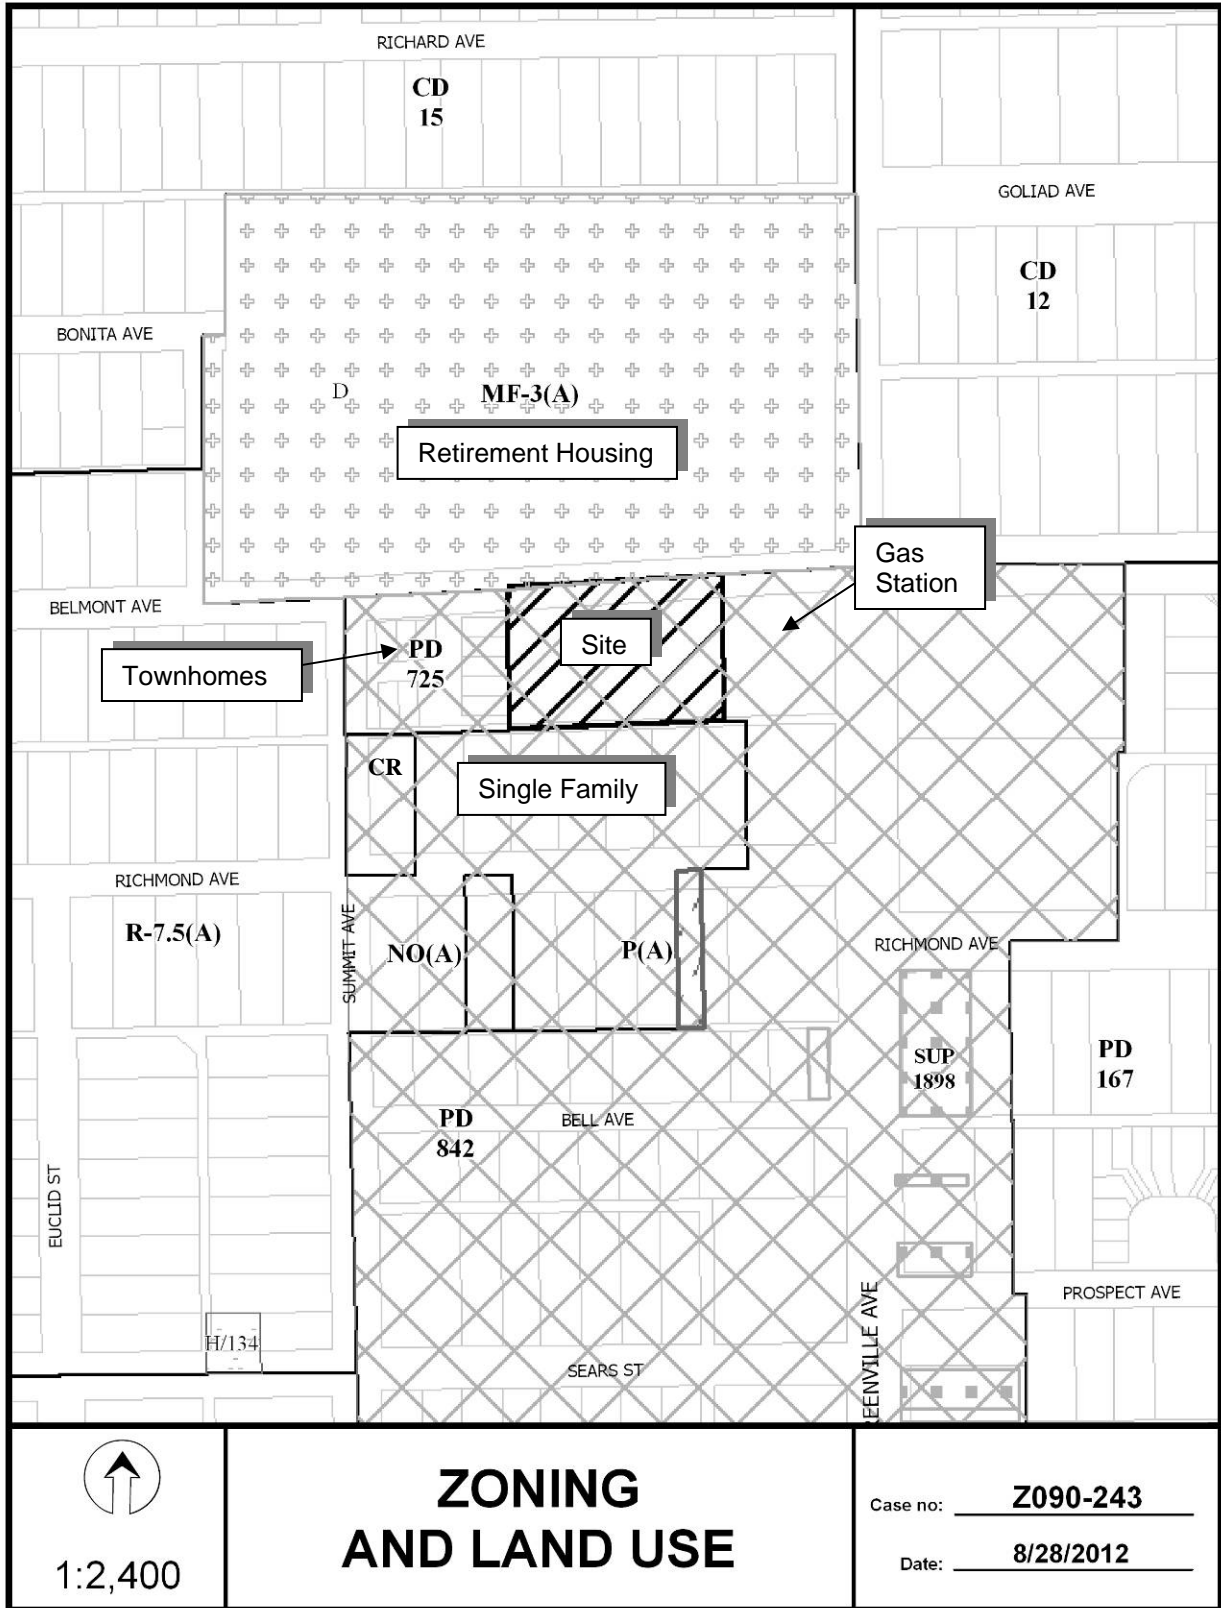 RICHARD AVE
CD
15
GOLIAD AVE
CD
12
BONITA AVE
D
MF-3(A)
Retirement Housing
Gas
Station
BELMONT AVE
Site
PD
725
Townhomes
CR
Single Family
RICHMOND AVE
R-7.5(A)
SUMMIT AVE
NO(A)
P(A)
RICHMOND AVE
SUP
1898
PD
167
PD
842
BELL AVE
EUCLID ST
PROSPECT AVE
H/134
SEARS ST
REENVILLE AVE
1:2,400
ZONING
AND LAND USE
Case no: Z090-243
Date: 8/28/2012